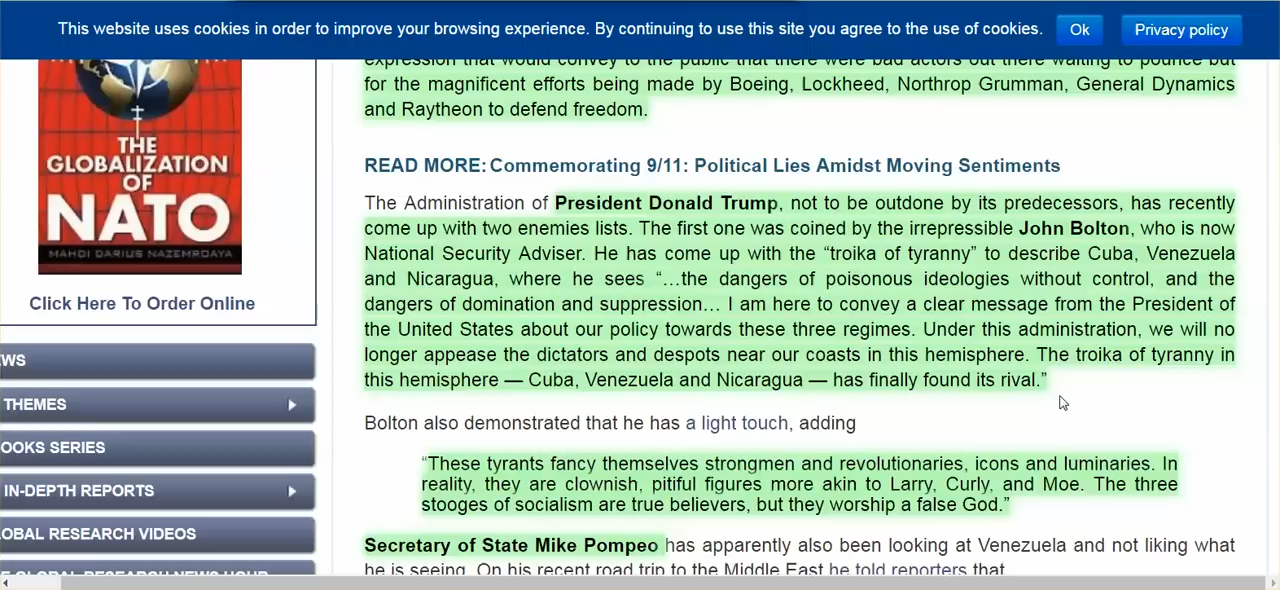 This website uses cookies in order to improve your browsing experience. By continuing to use this site you agree to the use of cookies.
Ok
Privacy policy
THE
GLOBALIZATION
OF
NATO
MAHDI DARIUS NAZEMROAYA
Click Here To Order Online
EWS
THEMES
OOKS SERIES
IN-DEPTH REPORTS
OBAL RESEARCH VIDEOS
GLOBAL RESEARCH NEWS HOUR
expression that would convey to the public that there were bad actors out there waiting to pounce but
for the magnificent efforts being made by Boeing, Lockheed, Northrop Grumman, General Dynamics
and Raytheon to defend freedom.
READ MORE: Commemorating 9/11: Political Lies Amidst Moving Sentiments
The Administration of President Donald Trump, not to be outdone by its predecessors, has recently
come up with two enemies lists. The first one was coined by the irrepressible John Bolton, who is now
National Security Adviser. He has come up with the “troika of tyranny” to describe Cuba, Venezuela
and Nicaragua, where he sees “…the dangers of poisonous ideologies without control, and the
dangers of domination and suppression… I am here to convey a clear message from the President of
the United States about our policy towards these three regimes. Under this administration, we will no
longer appease the dictators and despots near our coasts in this hemisphere. The troika of tyranny in
this hemisphere — Cuba, Venezuela and Nicaragua — has finally found its rival.”
Bolton also demonstrated that he has a light touch, adding
“These tyrants fancy themselves strongmen and revolutionaries, icons and luminaries. In
reality, they are clownish, pitiful figures more akin to Larry, Curly, and Moe. The three
stooges of socialism are true believers, but they worship a false God.”
Secretary of State Mike Pompeo has apparently also been looking at Venezuela and not liking what
he is seeing. On his recent road trip to the Middle East he told reporters that